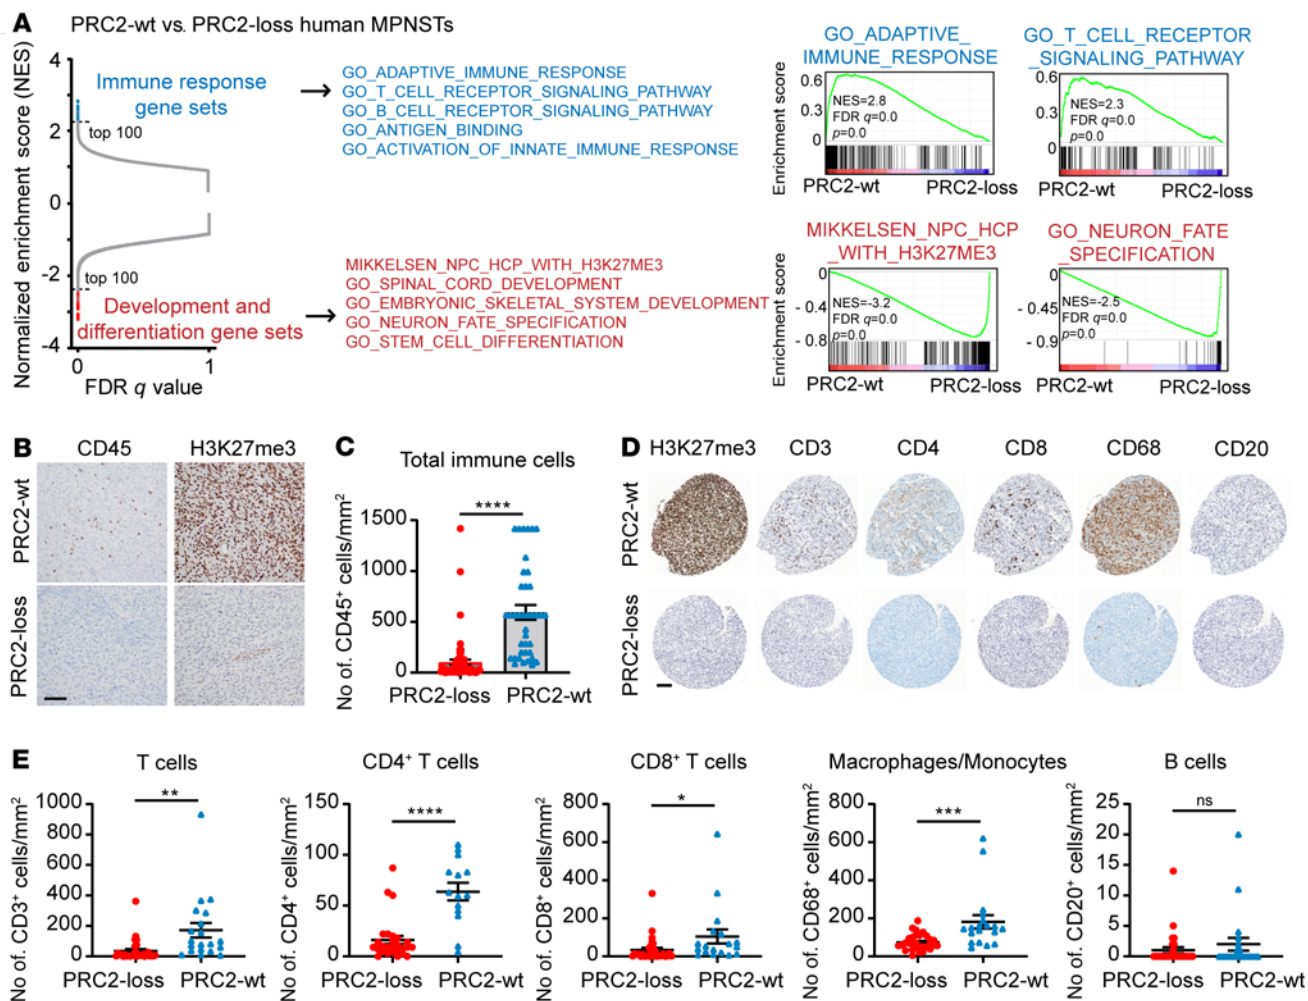 A
PRC2-wt vs. PRC2-loss human MPNSTs
Normalized enrichment score (NES)
4
2
0
-2
-4
Immune response
gene sets
top 100
top 100
Development and
differentiation gene sets
0
1
FDR q value
GO_ADAPTIVE_IMMUNE_RESPONSE
GO_T_CELL_RECEPTOR_SIGNALING_PATHWAY
GO_B_CELL_RECEPTOR_SIGNALING_PATHWAY
GO_ANTIGEN_BINDING
GO_ACTIVATION_OF_INNATE_IMMUNE_RESPONSE
MIKKELSEN_NPC_HCP_WITH_H3K27ME3
GO_SPINAL_CORD_DEVELOPMENT
GO_EMBRYONIC_SKELETAL_SYSTEM_DEVELOPMENT
GO_NEURON_FATE_SPECIFICATION
GO_STEM_CELL_DIFFERENTIATION
GO_ADAPTIVE_
IMMUNE_RESPONSE
Enrichment score
0.6
0.3
0
NES=2.8
FDR q=0.0
p=0.0
PRC2-wt
PRC2-loss
GO_T_CELL_RECEPTOR
_SIGNALING_PATHWAY
0.6
0.3
0
NES=2.3
FDR q=0.0
p=0.0
PRC2-wt
PRC2-loss
MIKKELSEN_NPC_HCP
_WITH_H3K27ME3
Enrichment score
0
- 0.4
- 0.8
NES=-3.2
FDR q=0.0
p=0.0
PRC2-wt
PRC2-loss
GO_NEURON_FATE
_SPECIFICATION
0
- 0.45
- 0.9
NES=-2.5
FDR q=0.0
p=0.0
PRC2-wt
PRC2-loss
B
CD45
H3K27me3
PRC2-wt
PRC2-loss
C
Total immune cells
No of. CD45+ cells/mm2
1500
1000
500
0
****
PRC2-loss
PRC2-wt
D
H3K27me3
CD3
CD4
CD8
CD68
CD20
PRC2-wt
PRC2-loss
E
T cells
No of. CD3+ cells/mm2
1000
800
600
400
200
0
**
PRC2-loss
PRC2-wt
CD4+ T cells
No of. CD4+ cells/mm2
150
100
50
0
****
PRC2-loss
PRC2-wt
CD8+ T cells
No of. CD8+ cells/mm2
800
600
400
200
0
*
PRC2-loss
PRC2-wt
Macrophages/Monocytes
No of. CD68+ cells/mm2
800
600
400
200
0
***
PRC2-loss
PRC2-wt
B cells
No of. CD20+ cells/mm2
25
20
15
10
5
0
ns
PRC2-loss
PRC2-wt